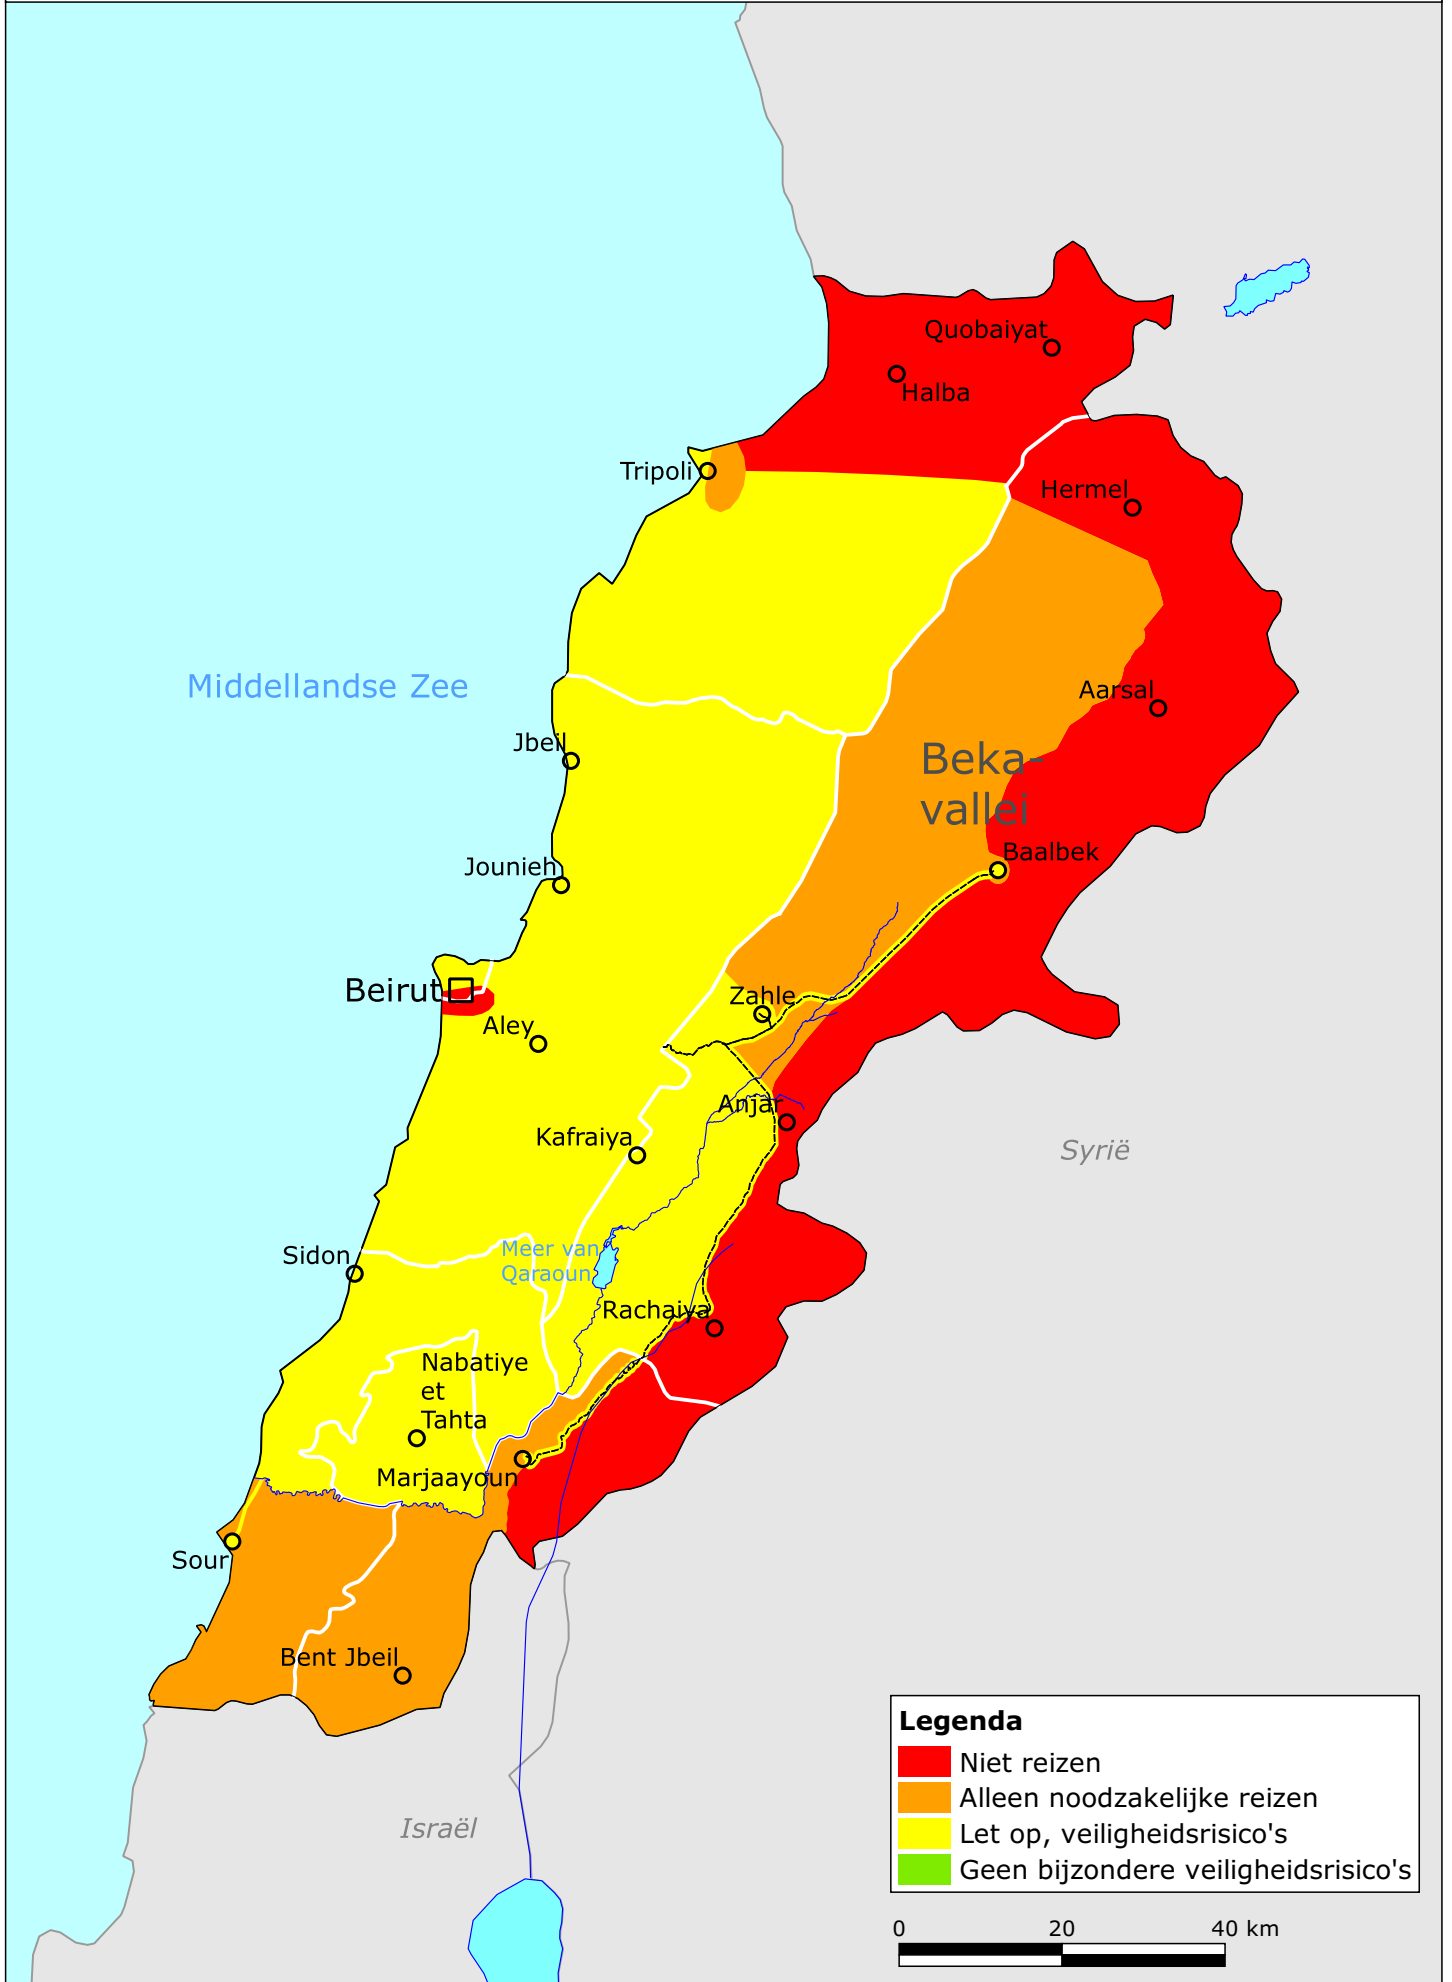 Quobaiyat
Halba
Tripoli
Hermel
Middellandse Zee
Aarsal
Jbeil
Beka-
vallei
Baalbek
Jounieh
Beirut
Zahle
Aley
Anjar
Kafraiya
Syrië
Sidon
Meer van
Qaraoun
Rachaiya
Nabatiye
et
Tahta
Marjaayoun
Sour
Bent Jbeil
Israël
Legenda
Niet reizen
Alleen noodzakelijke reizen
Let op, veiligheidsrisico's
Geen bijzondere veiligheidsrisico's
0 20 40 km